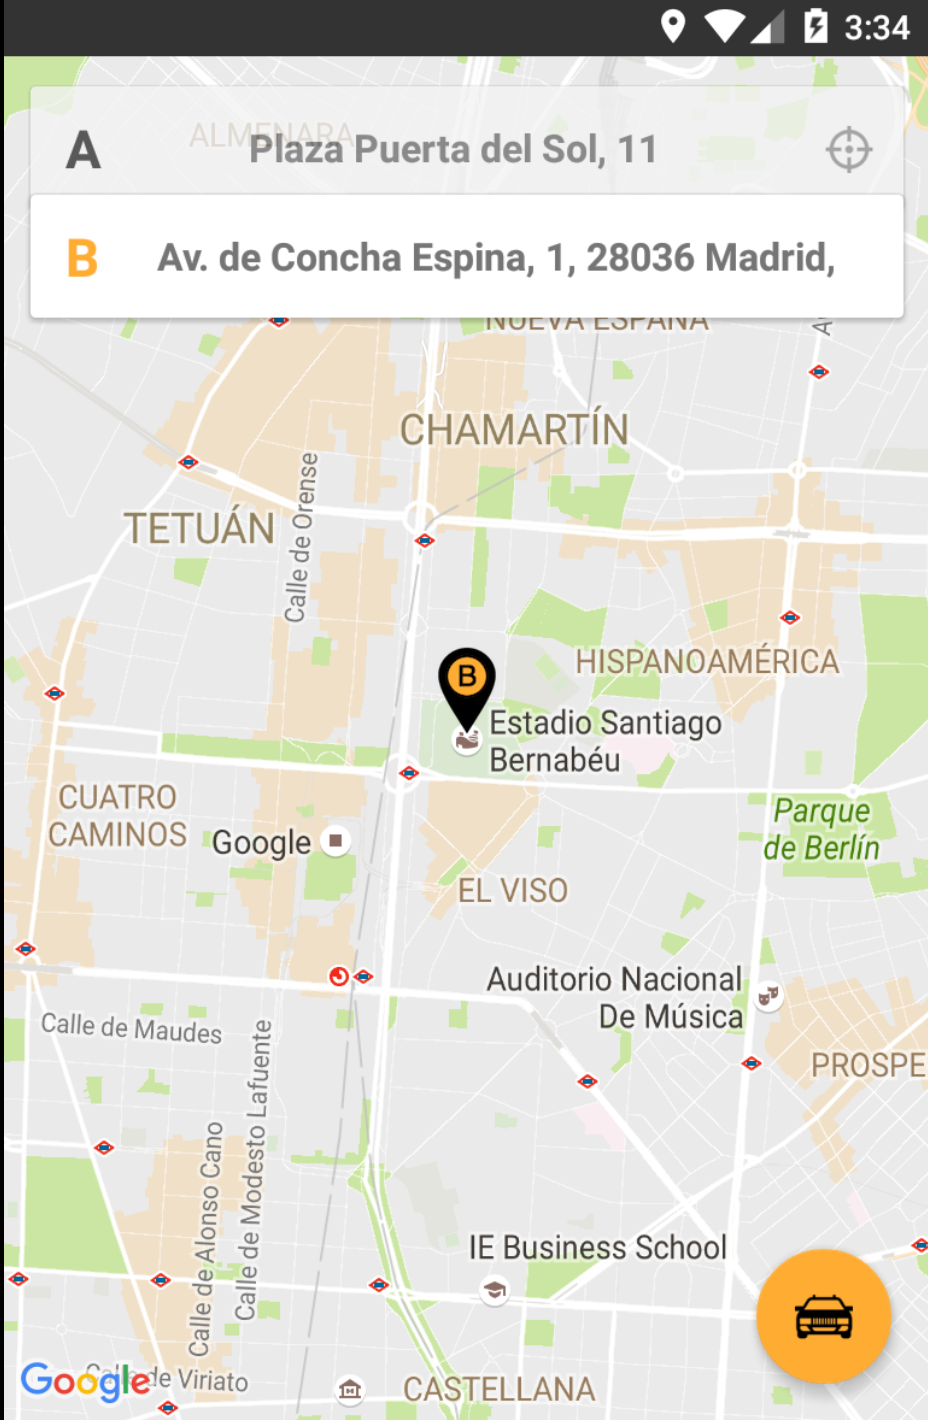 3:34
ALMENARA
A
Plaza Puerta del Sol, 11
B
Av. de Concha Espina, 1, 28036 Madrid,
NUEVA ESPAÑA
CHAMARTÍN
Calle de Orense
TETUÁN
HISPANOAMÉRICA
B
Estadio Santiago
Bernabéu
CUATRO
CAMINOS
Parque
de Berlín
Google
EL VISO
Auditorio Nacional
De Música
Calle de Maudes
PROSPE
Calle de Modesto Lafuente
Calle de Alonso Cano
IE Business School
Google
Calle de Viriato
CASTELLANA